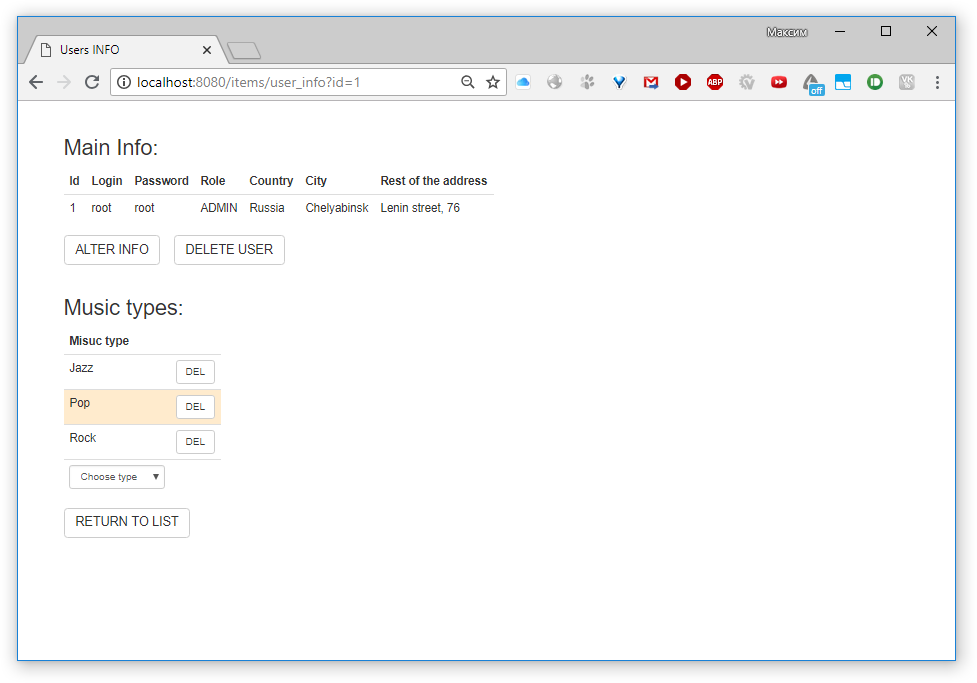 Максим
Users INFO
localhost:8080/items/user_info?id=1
ABP
off
Main Info:
Id Login Password Role Country City Rest of the address
1 root root ADMIN Russia Chelyabinsk Lenin street, 76
ALTER INFO DELETE USER
Music types:
Misuc type
Jazz DEL
Pop DEL
Rock DEL
Choose type
RETURN TO LIST